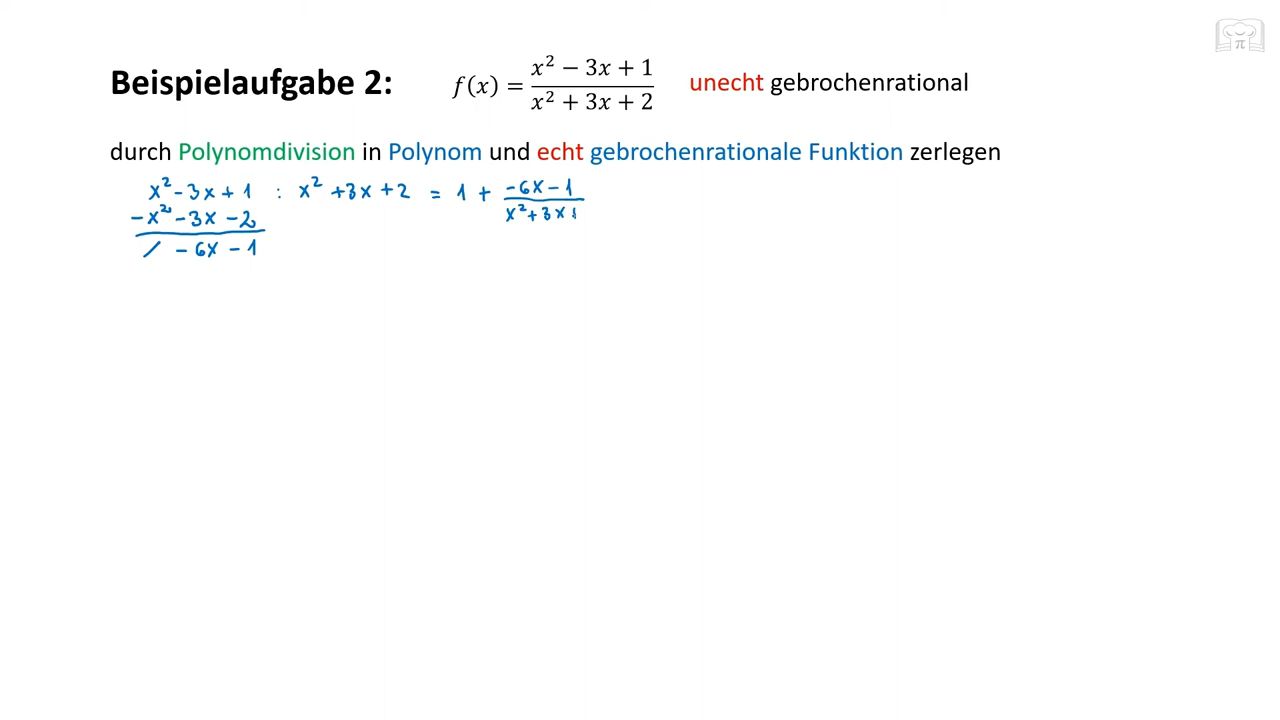 Beispielaufgabe 2: f(x) = (x² − 3x + 1)/(x² + 3x + 2) unecht gebrochenrational
durch Polynomdivision in Polynom und echt gebrochenrationale Funktion zerlegen
x² - 3x + 1 : x² + 3x + 2 = 1 + (-6x - 1)/(x² + 3x +
-x² - 3x - 2
/ - 6x - 1
π